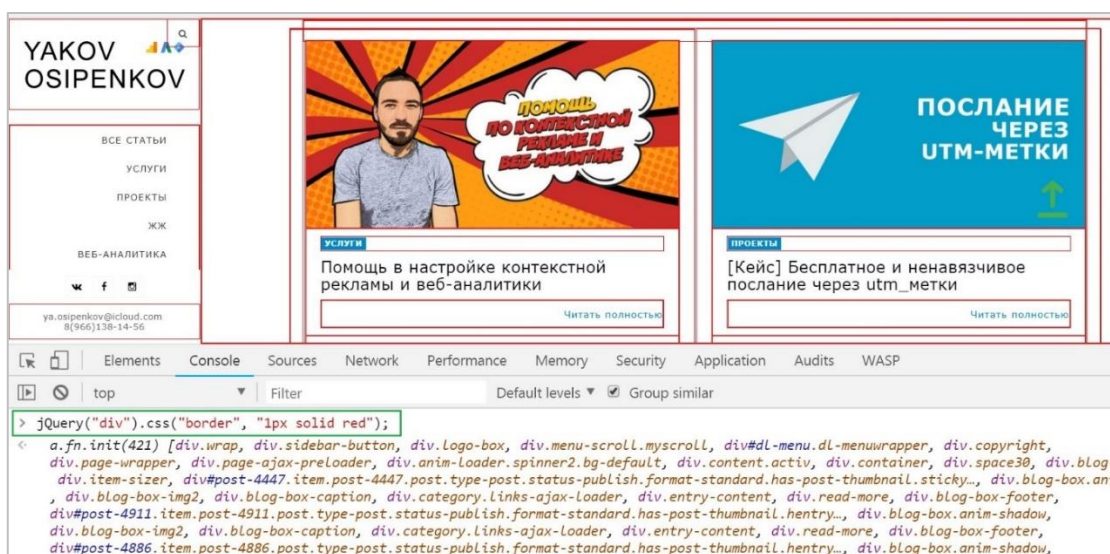 YAKOV
OSIPENKOV
ВСЕ СТАТЬИ
УСЛУГИ
ПРОЕКТЫ
ЖЖ
ВЕБ-АНАЛИТИКА
ya.osipenkov@icloud.com
8(966)138-14-56
ПОМОЩЬ
ПО КОНТЕКСТНОЙ
РЕКЛАМЕ И
ВЕБ-АНАЛИТИКЕ
УСЛУГИ
Помощь в настройке контекстной
рекламы и веб-аналитики
Читать полностью
ПОСЛАНИЕ
ЧЕРЕЗ
UTM-МЕТКИ
ПРОЕКТЫ
[Кейс] Бесплатное и ненавязчивое
послание через utm_метки
Читать полностью
Elements Console Sources Network Performance Memory Security Application Audits WASP
top Filter Default levels Group similar
> jQuery("div").css("border", "1px solid red");
a.fn.init(421) [div.wrap, div.sidebar-button, div.logo-box, div.menu-scroll.myscroll, div#dl-menu.dl-menuwrapper, div.copyright,
div.page-wrapper, div.page-ajax-preloader, div.anim-loader.spinner2.bg-default, div.content.activ, div.container, div.space30, div.blog
div.item-sizer, div#post-4447.item.post-4447.post.type-post.status-publish.format-standard.has-post-thumbnail.sticky…, div.blog-box.an
, div.blog-box-img2, div.blog-box-caption, div.category.links-ajax-loader, div.entry-content, div.read-more, div.blog-box-footer,
div#post-4911.item.post-4911.post.type-post.status-publish.format-standard.has-post-thumbnail.hentry…, div.blog-box.anim-shadow,
div.blog-box-img2, div.blog-box-caption, div.category.links-ajax-loader, div.entry-content, div.read-more, div.blog-box-footer,
div#post-4886.item.post-4886.post.type-post.status-publish.format-standard.has-post-thumbnail.hentry…, div.blog-box.anim-shadow,